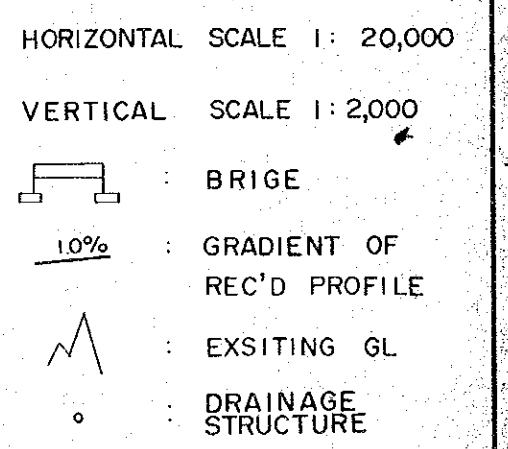 HORIZONTAL SCALE 1: 20,000
VERTICAL SCALE 1:2,000
: BRIGE
1.0% : GRADIENT OF
REC'D PROFILE
: EXSITING GL
: DRAINAGE
STRUCTURE